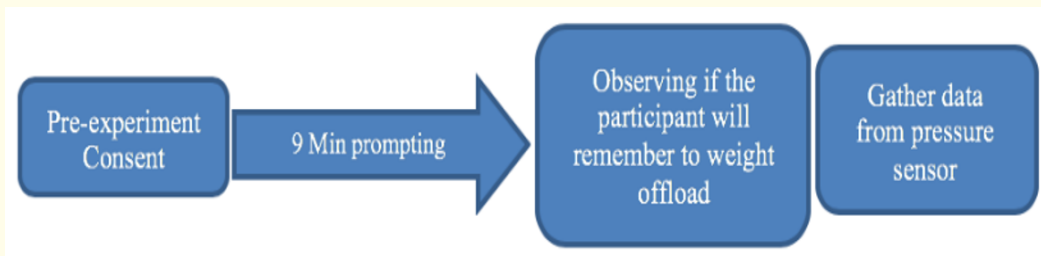 Pre-experiment
Consent
9 Min prompting
Observing if the
participant will
remember to weight
offload
Gather data
from pressure
sensor